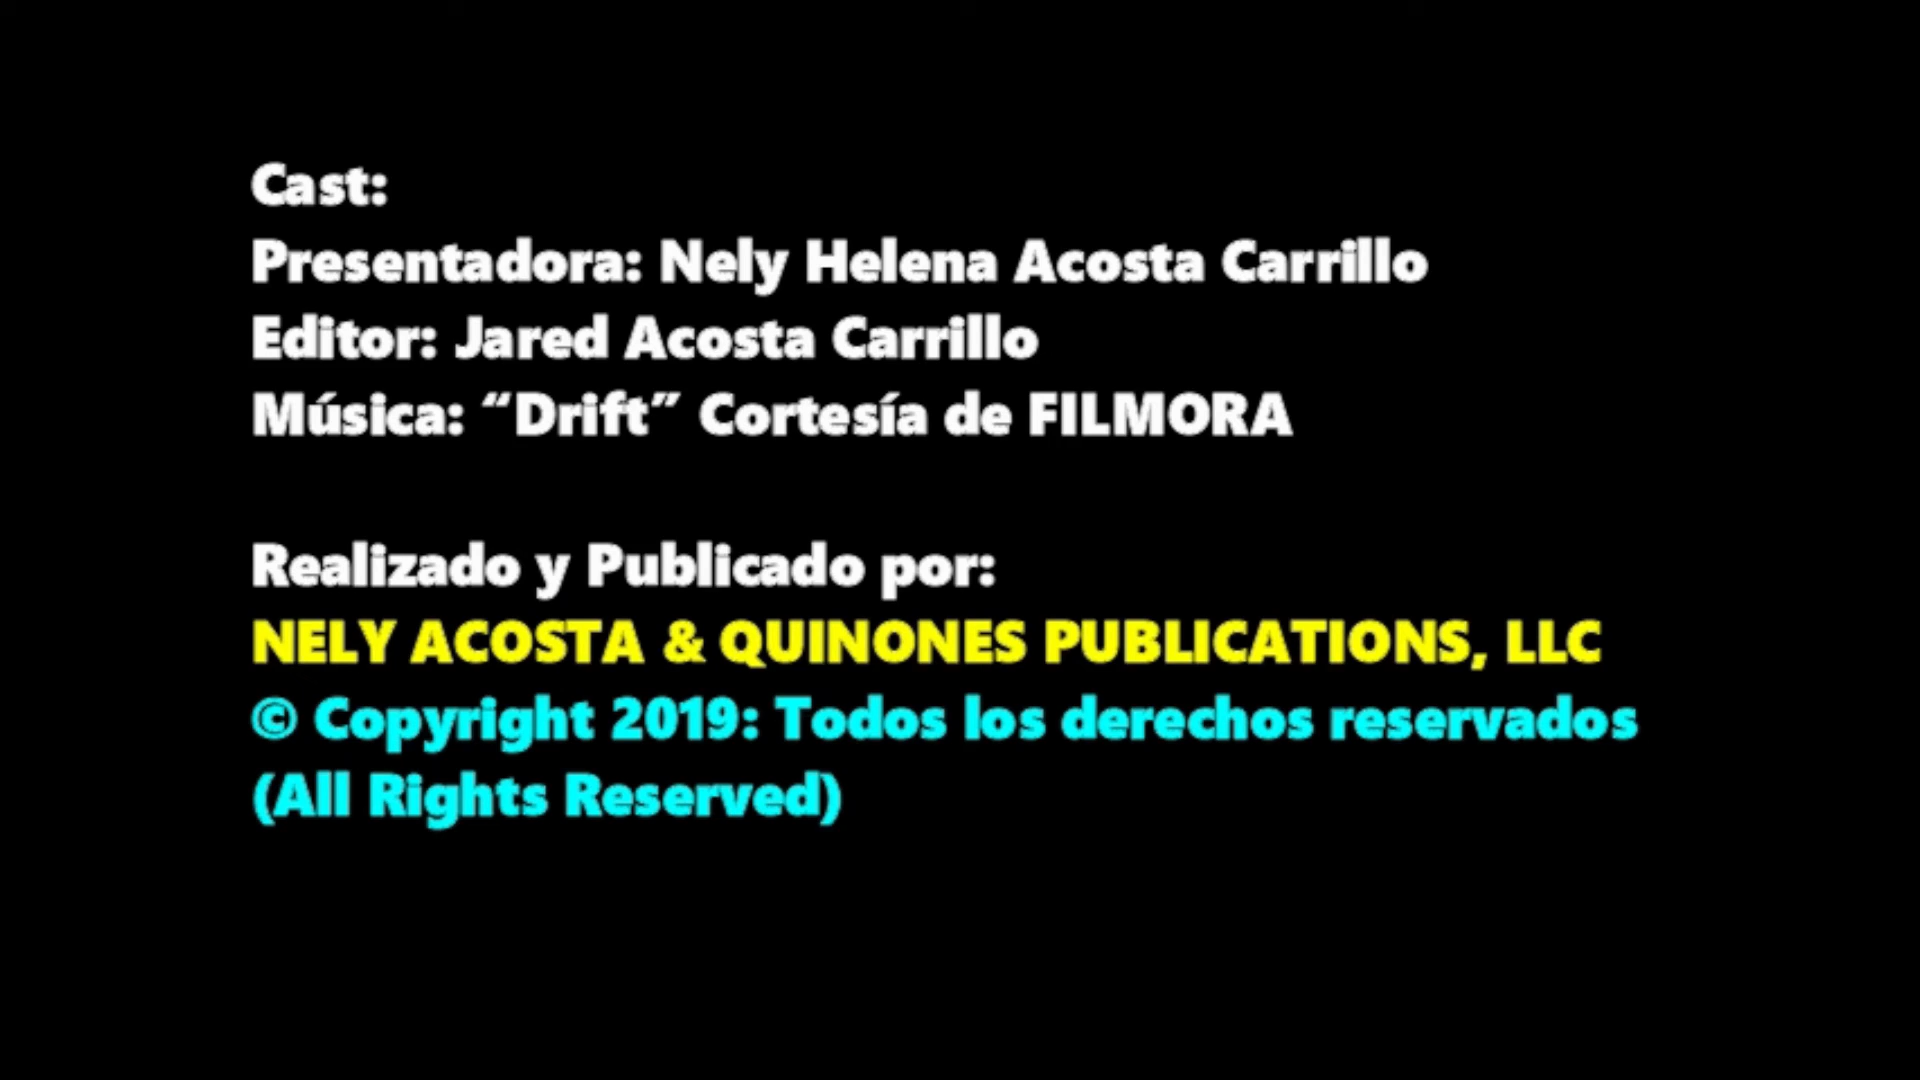 Cast:
Presentadora: Nely Helena Acosta Carrillo
Editor: Jared Acosta Carrillo
Música: “Drift” Cortesía de FILMORA
Realizado y Publicado por:
NELY ACOSTA & QUINONES PUBLICATIONS, LLC
© Copyright 2019: Todos los derechos reservados
(All Rights Reserved)